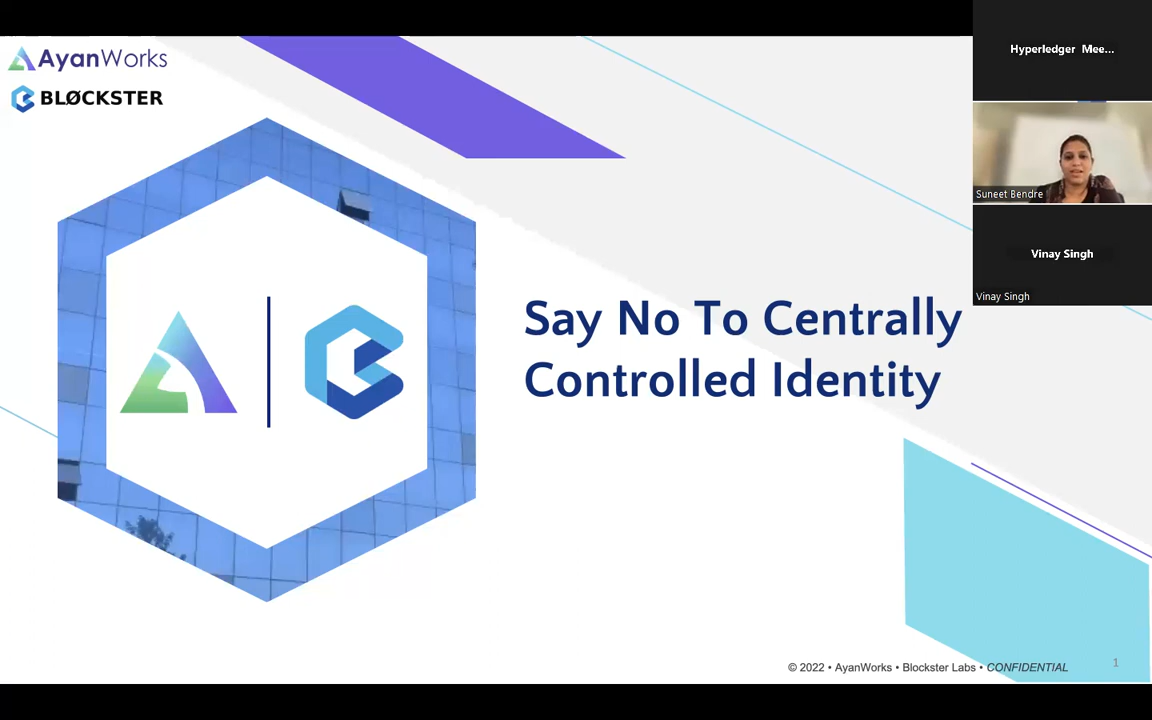 AyanWorks
BLØCKSTER
Say No To Centrally
Controlled Identity
© 2022 • AyanWorks • Blockster Labs • CONFIDENTIAL
1
Hyperledger Mee...
Suneet Bendre
Vinay Singh
Vinay Singh